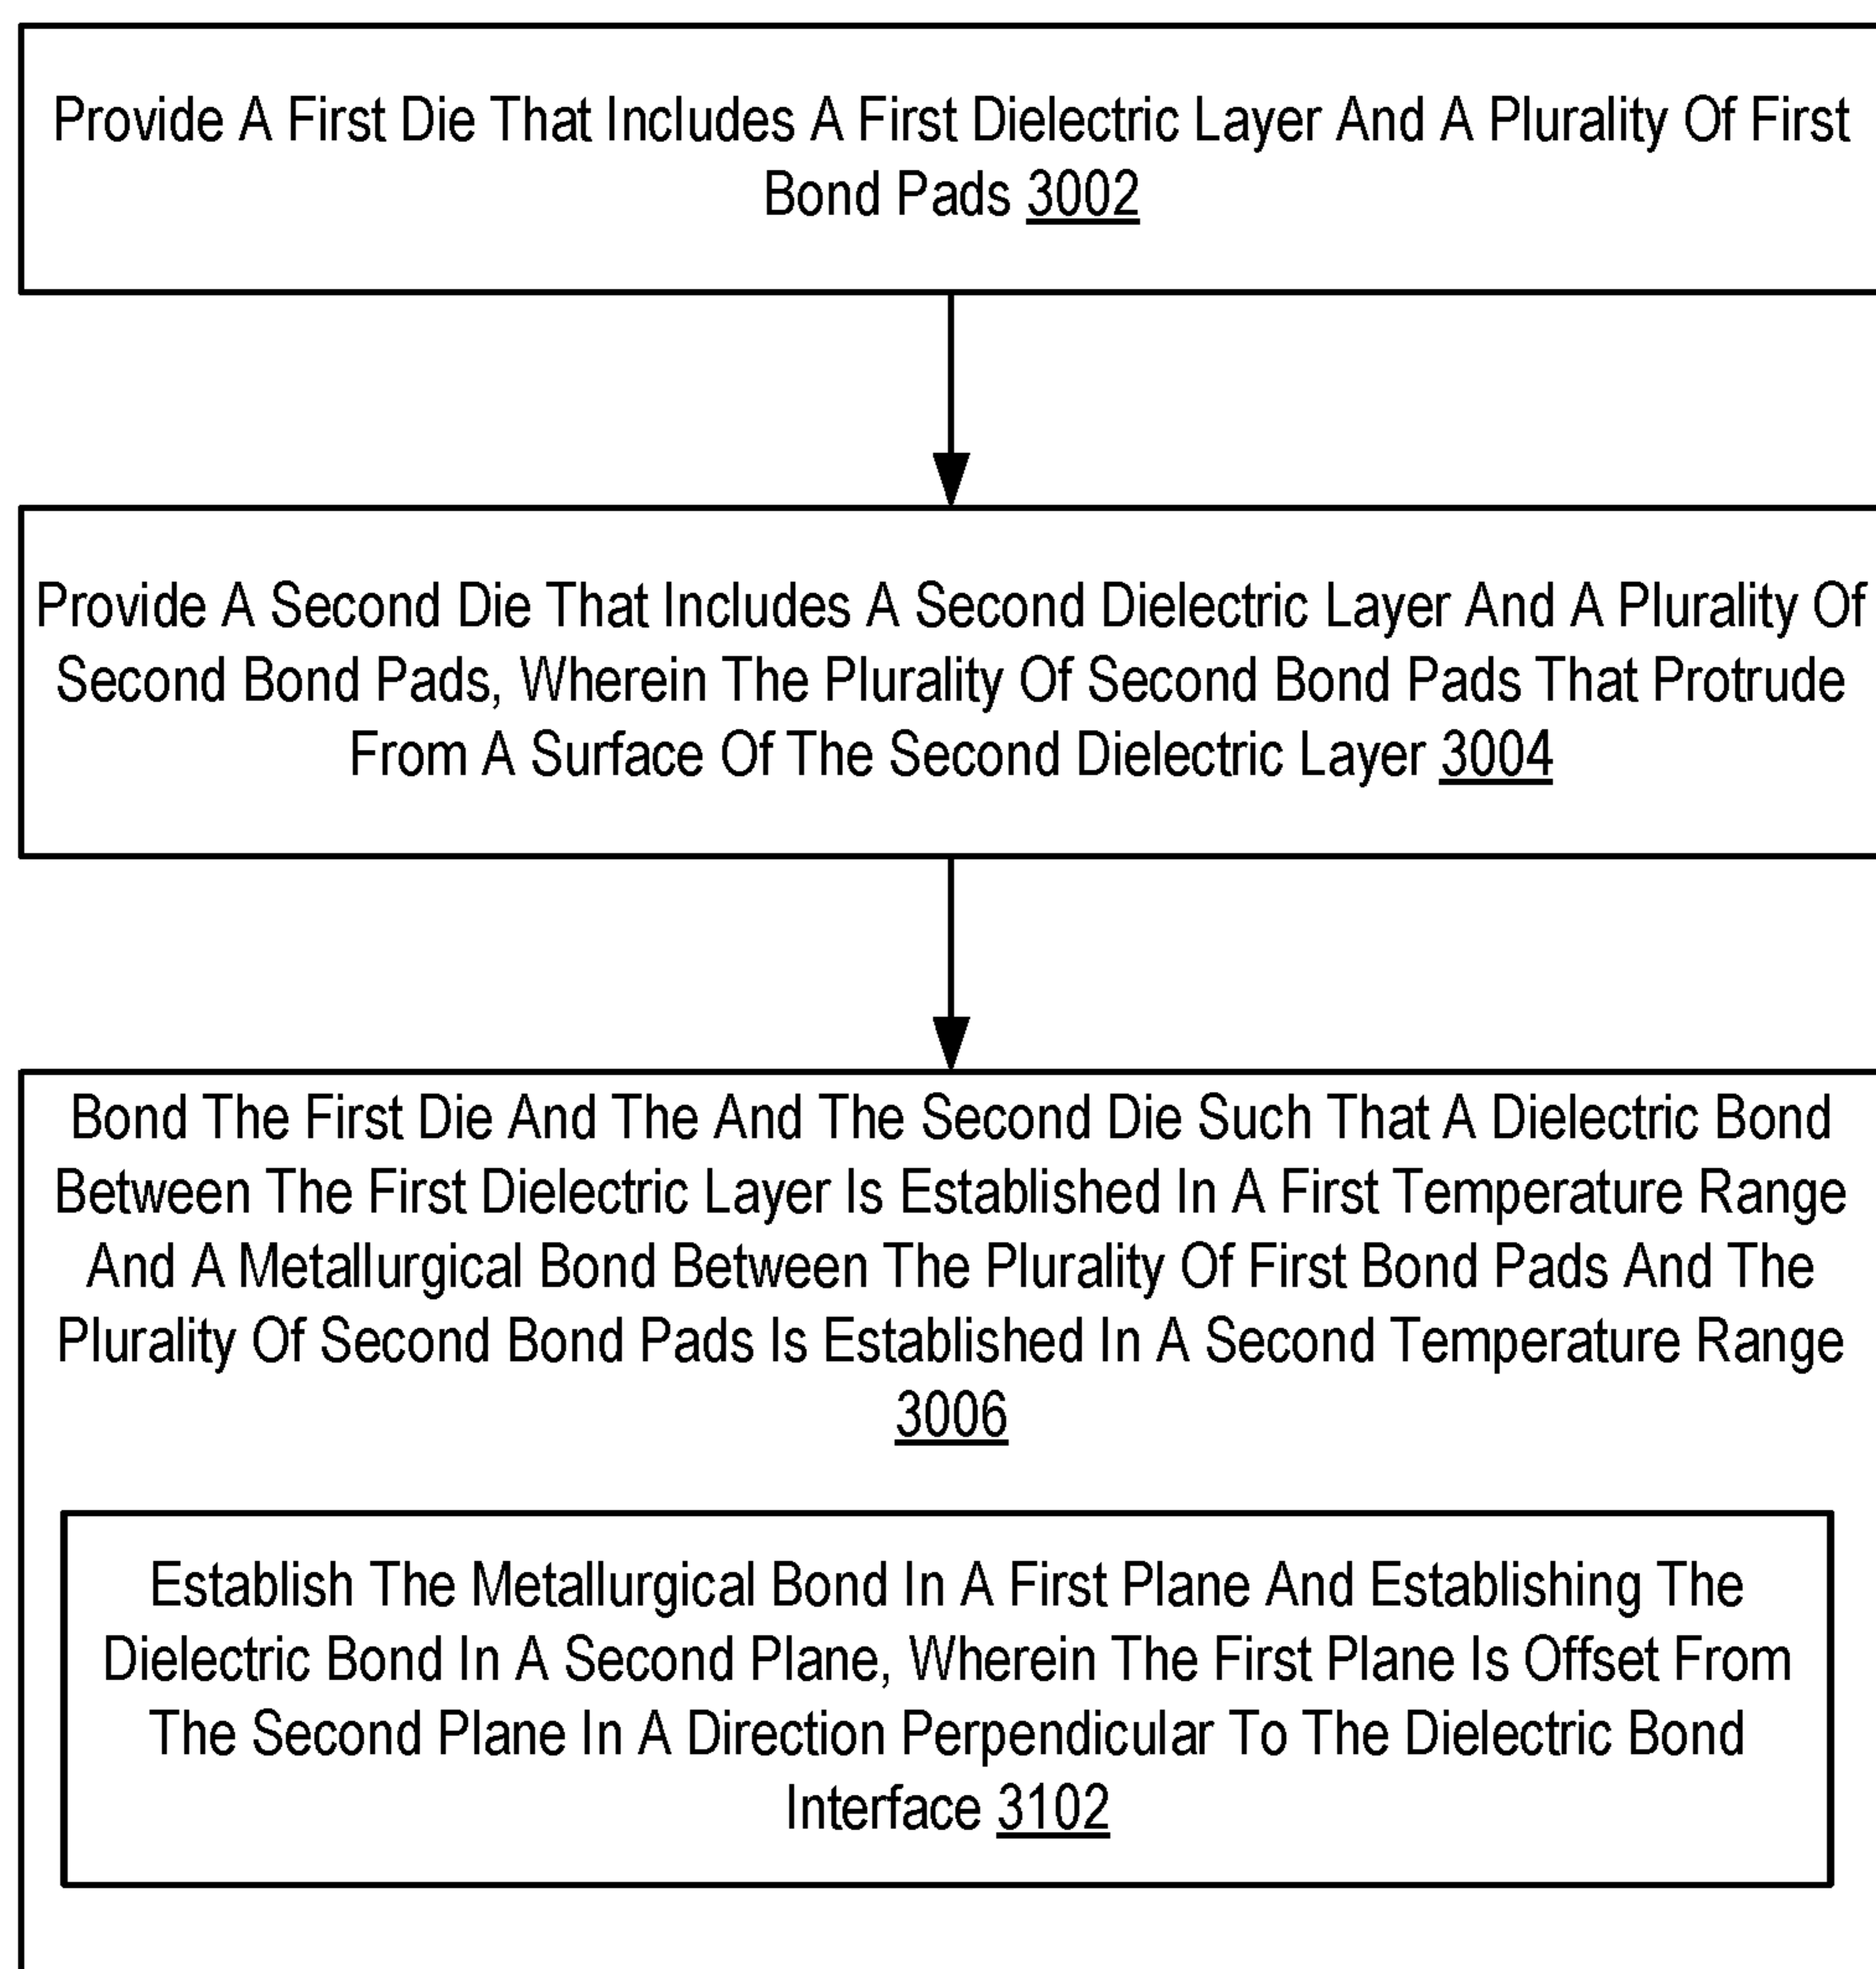 Provide A First Die That Includes A First Dielectric Layer And A Plurality Of First
Bond Pads 3002
Provide A Second Die That Includes A Second Dielectric Layer And A Plurality Of
Second Bond Pads, Wherein The Plurality Of Second Bond Pads That Protrude
From A Surface Of The Second Dielectric Layer 3004
Bond The First Die And The And The Second Die Such That A Dielectric Bond
Between The First Dielectric Layer Is Established In A First Temperature Range
And A Metallurgical Bond Between The Plurality Of First Bond Pads And The
Plurality Of Second Bond Pads Is Established In A Second Temperature Range
3006
Establish The Metallurgical Bond In A First Plane And Establishing The
Dielectric Bond In A Second Plane, Wherein The First Plane Is Offset From
The Second Plane In A Direction Perpendicular To The Dielectric Bond
Interface 3102